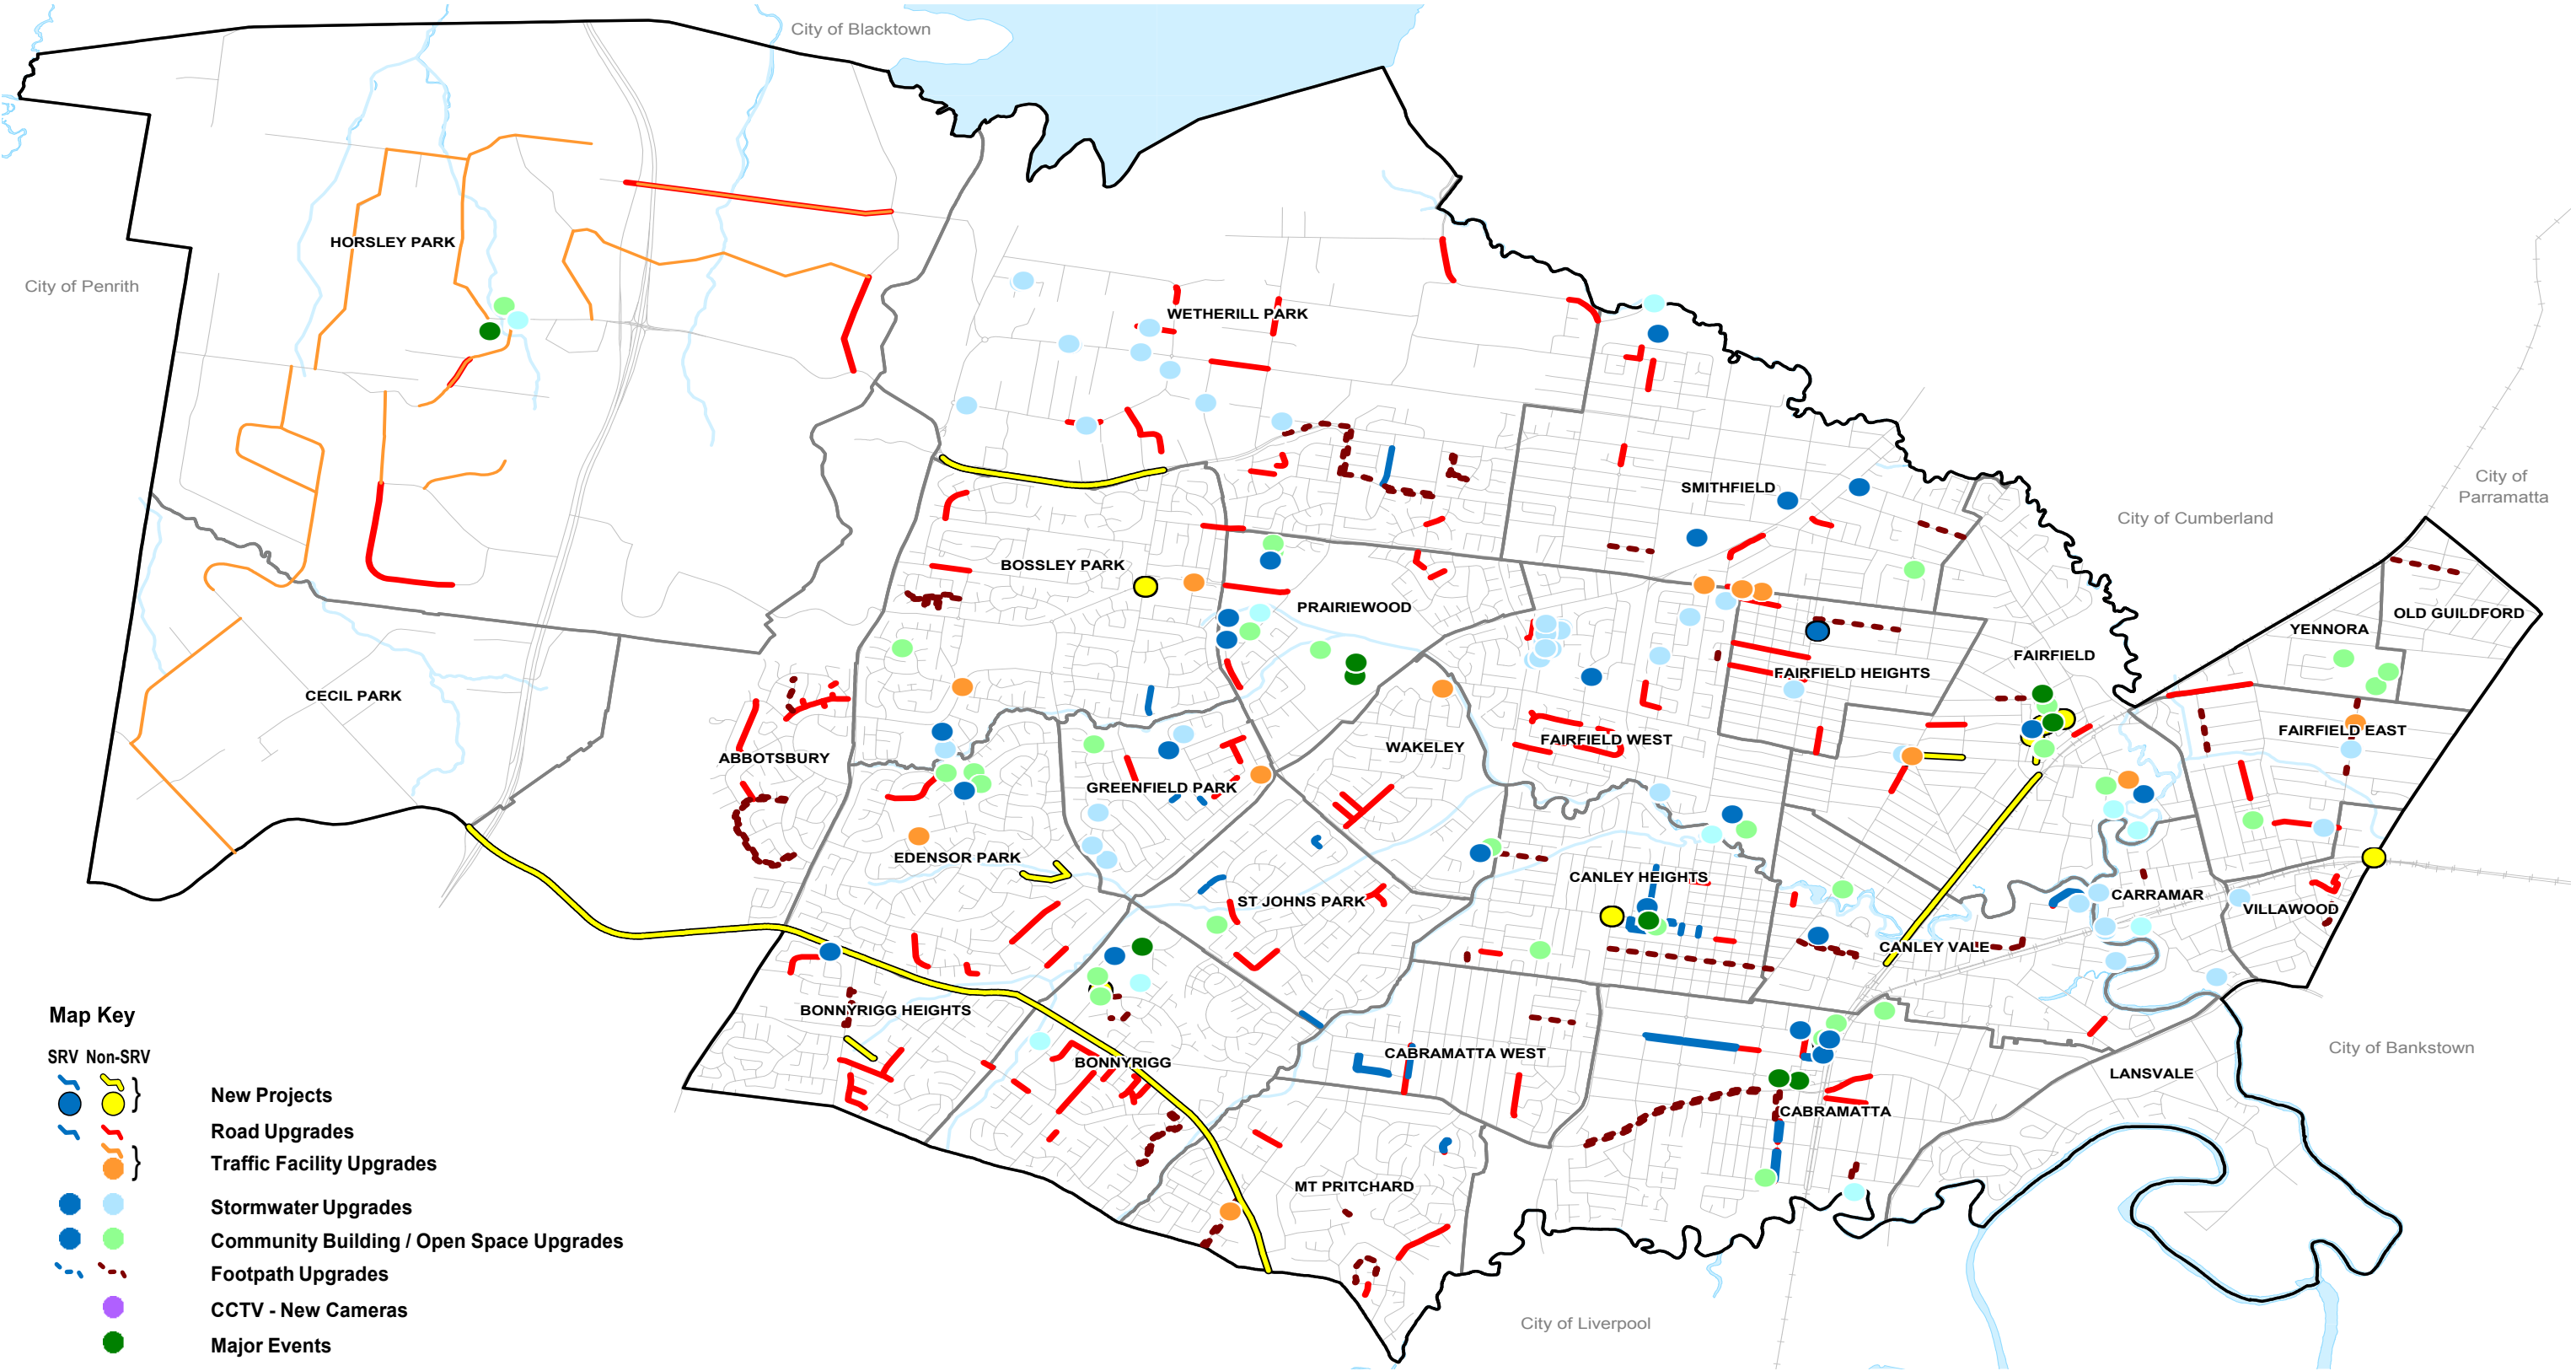 City of Blacktown
HORSLEY PARK
City of Penrith
WETHERILL PARK
SMITHFIELD
City of
Parramatta
City of Cumberland
BOSSLEY PARK
PRAIRIEWOOD
OLD GUILDFORD
YENNORA
FAIRFIELD
FAIRFIELD HEIGHTS
CECIL PARK
FAIRFIELD EAST
FAIRFIELD WEST
WAKELEY
ABBOTSBURY
GREENFIELD PARK
EDENSOR PARK
CANLEY HEIGHTS
CARRAMAR
ST JOHNS PARK
VILLAWOOD
CANLEY VALE
BONNYRIGG HEIGHTS
City of Bankstown
CABRAMATTA WEST
BONNYRIGG
LANSVALE
CABRAMATTA
MT PRITCHARD
City of Liverpool
Map Key
SRV Non-SRV
New Projects
Road Upgrades
Traffic Facility Upgrades
Stormwater Upgrades
Community Building / Open Space Upgrades
Footpath Upgrades
CCTV - New Cameras
Major Events